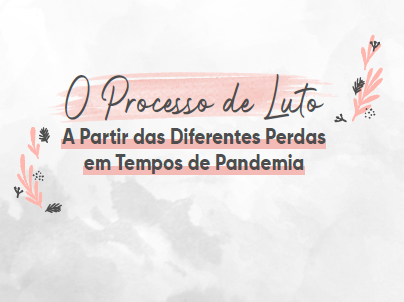 O Processo de Luto
A Partir das Diferentes Perdas
em Tempos de Pandemia